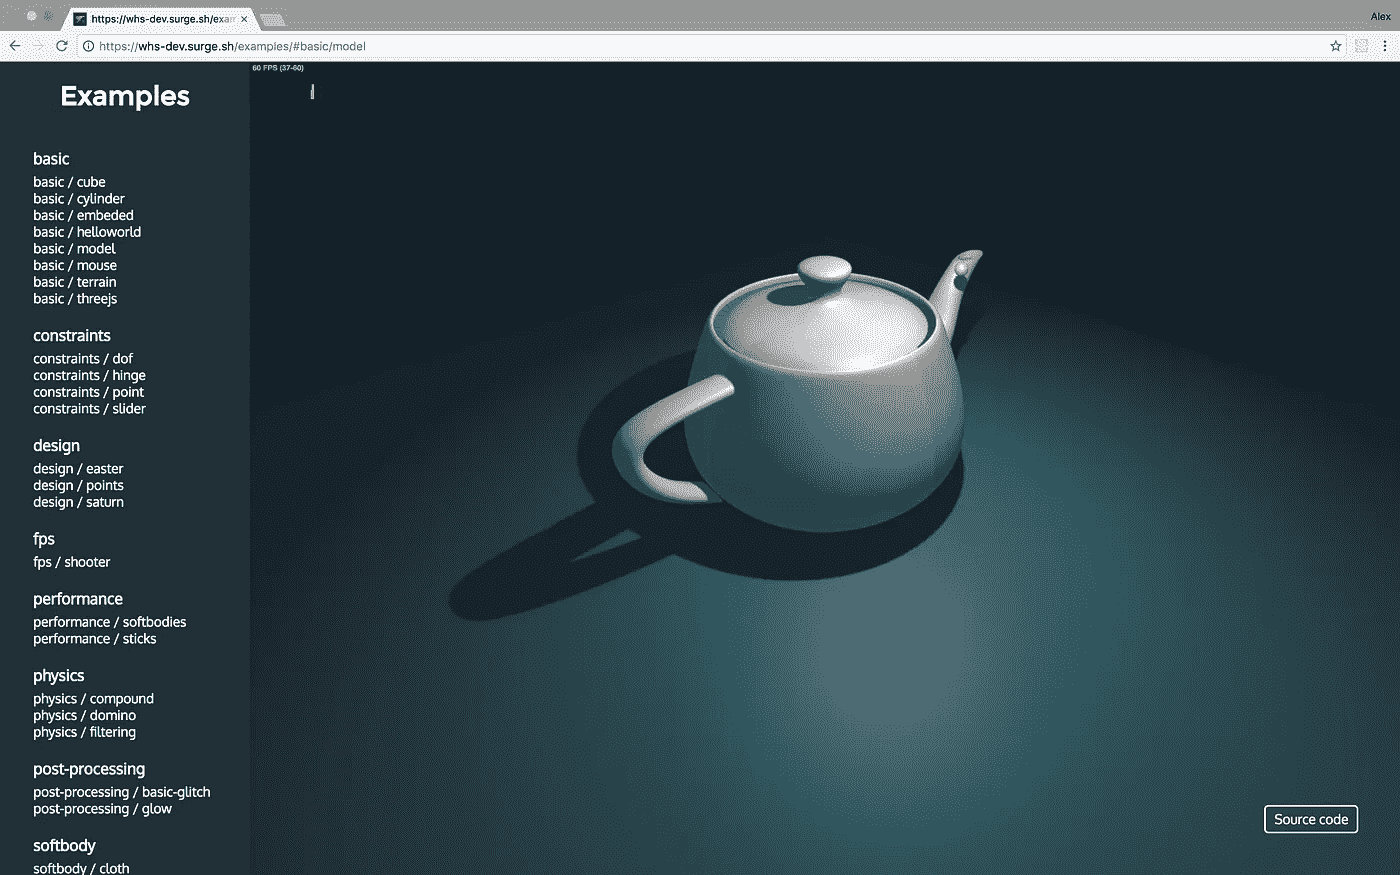 https://whs-dev.surge.sh/exam
Alex
https://whs-dev.surge.sh/examples/#basic/model
60 FPS (37-60)
Examples
basic
basic / cube
basic / cylinder
basic / embeded
basic / helloworld
basic / model
basic / mouse
basic / terrain
basic / threejs
constraints
constraints / dof
constraints / hinge
constraints / point
constraints / slider
design
design / easter
design / points
design / saturn
fps
fps / shooter
performance
performance / softbodies
performance / sticks
physics
physics / compound
physics / domino
physics / filtering
post-processing
post-processing / basic-glitch
post-processing / glow
softbody
softbody / cloth
Source code